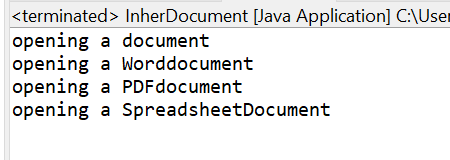 <terminated> InherDocument [Java Application] C:\User
opening a document
opening a Worddocument
opening a PDFdocument
opening a SpreadsheetDocument